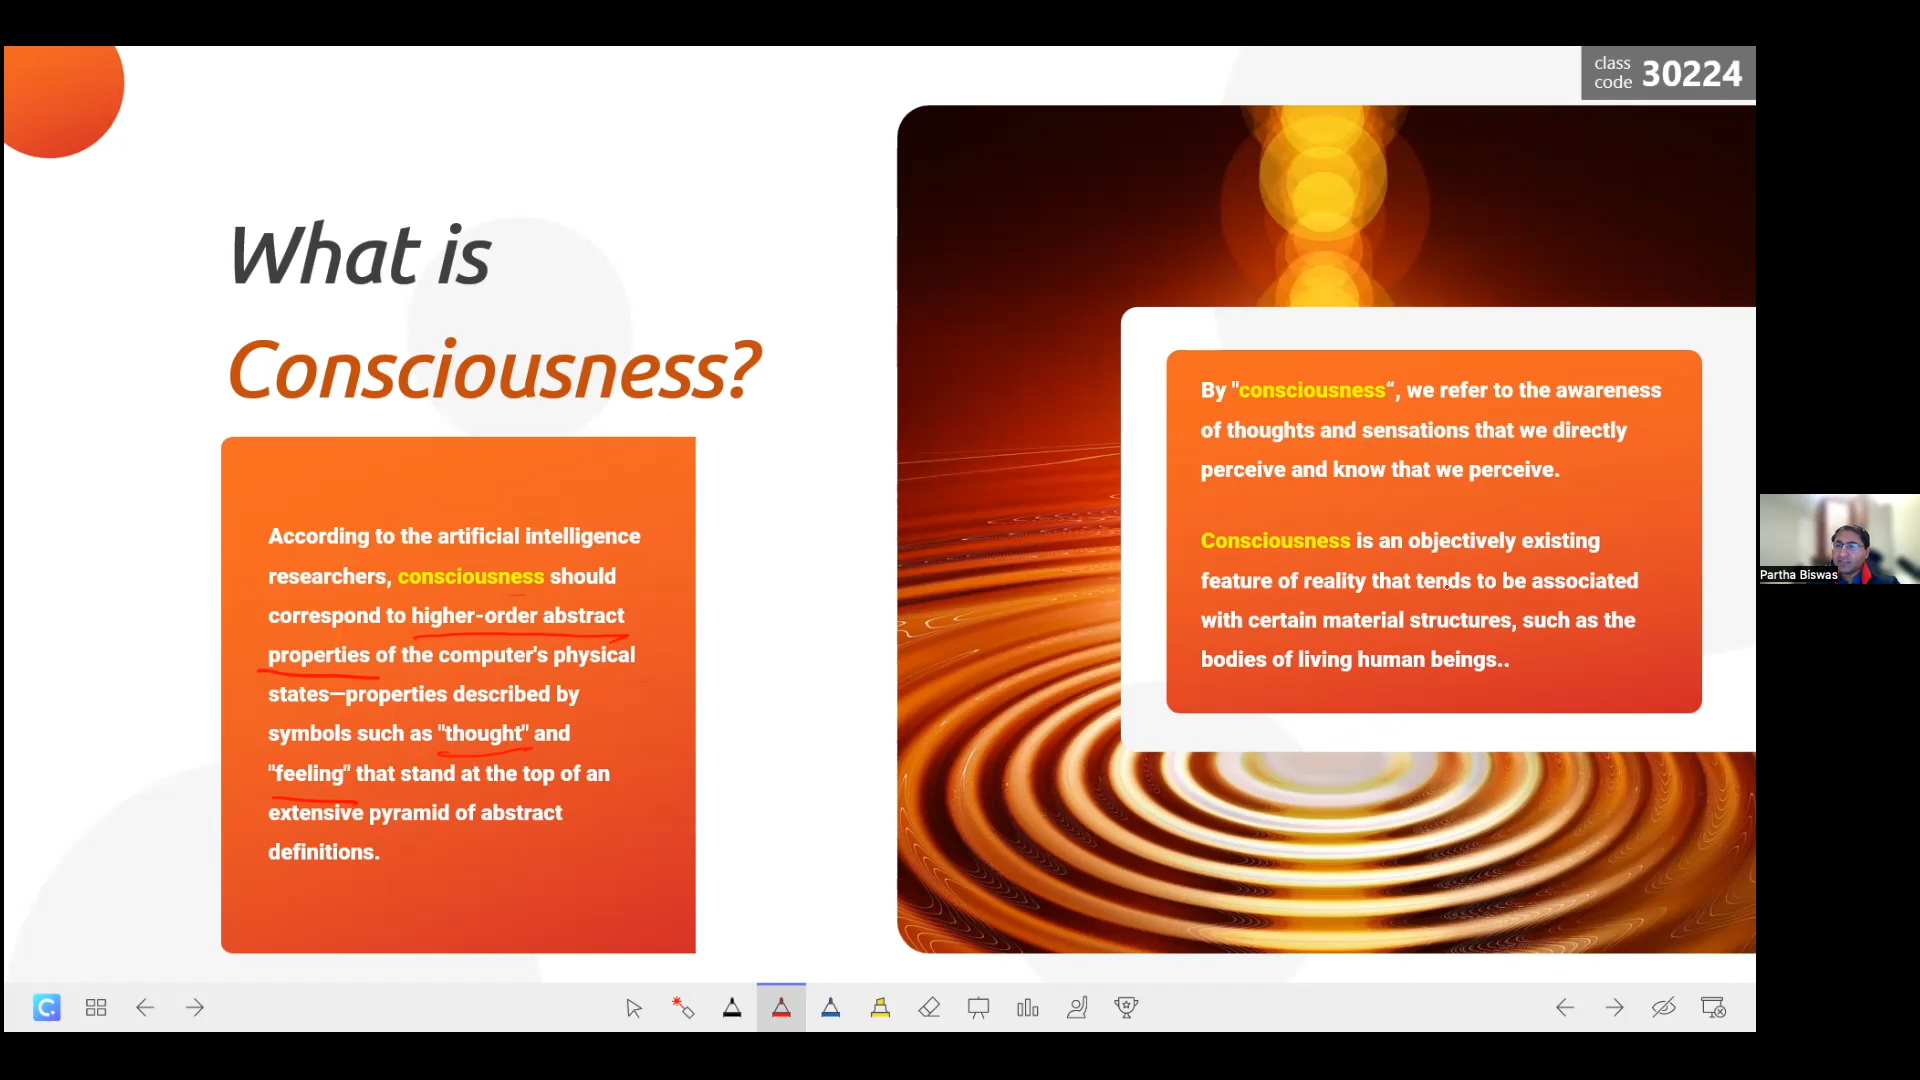 class
code 30224
What is
Consciousness?
According to the artificial intelligence
researchers, consciousness should
correspond to higher-order abstract
properties of the computer's physical
states—properties described by
symbols such as "thought" and
"feeling" that stand at the top of an
extensive pyramid of abstract
definitions.
By "consciousness“, we refer to the awareness
of thoughts and sensations that we directly
perceive and know that we perceive.
Consciousness is an objectively existing
feature of reality that tends to be associated
with certain material structures, such as the
bodies of living human beings..
Partha Biswas